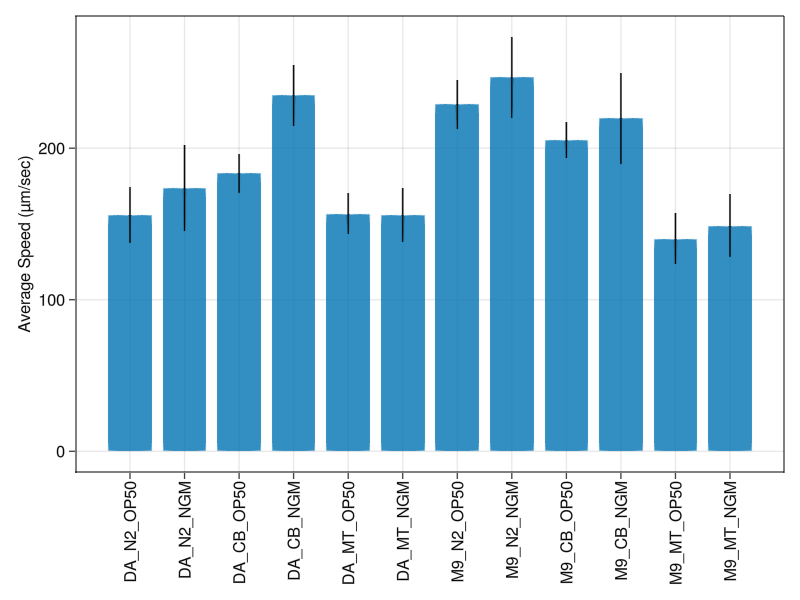 Average Speed (µm/sec)
200
100
0
DA_N2_OP50
DA_N2_NGM
DA_CB_OP50
DA_CB_NGM
DA_MT_OP50
DA_MT_NGM
M9_N2_OP50
M9_N2_NGM
M9_CB_OP50
M9_CB_NGM
M9_MT_OP50
M9_MT_NGM